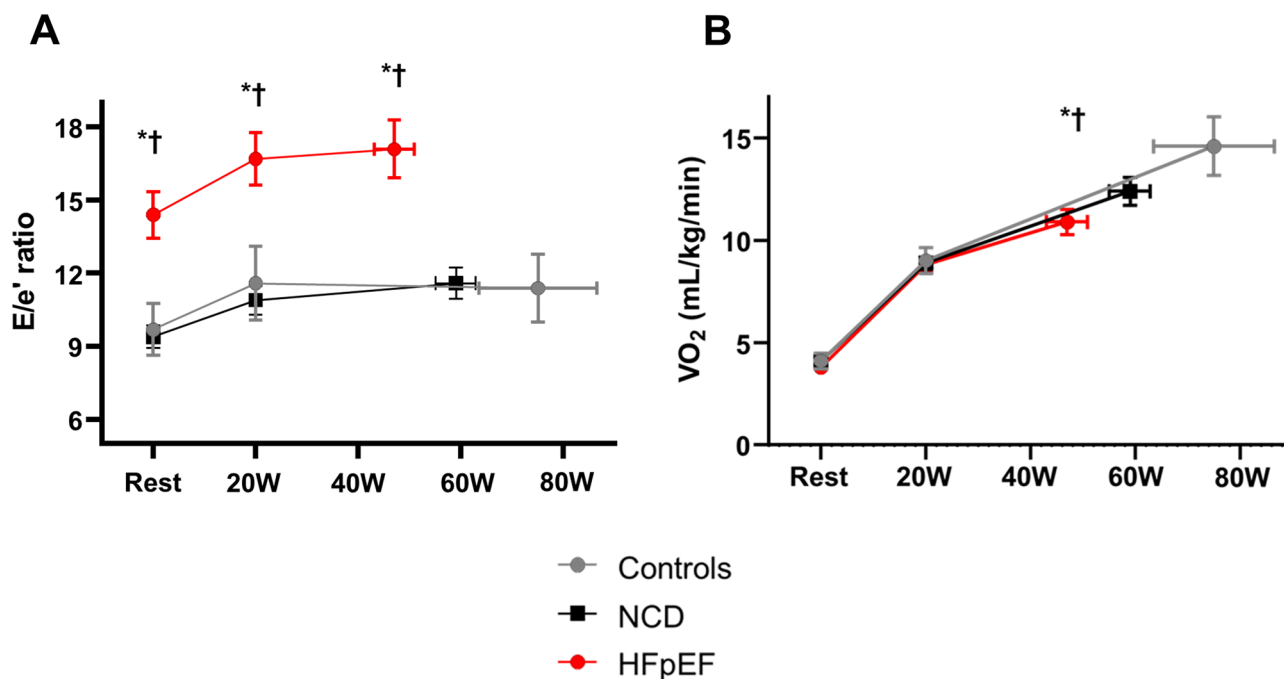 A
*†
*†
*†
18
15
12
9
6
E/e' ratio
Rest 20W 40W 60W 80W
B
*†
15
10
5
0
VO₂ (mL/kg/min)
Rest 20W 40W 60W 80W
Controls
NCD
HFpEF